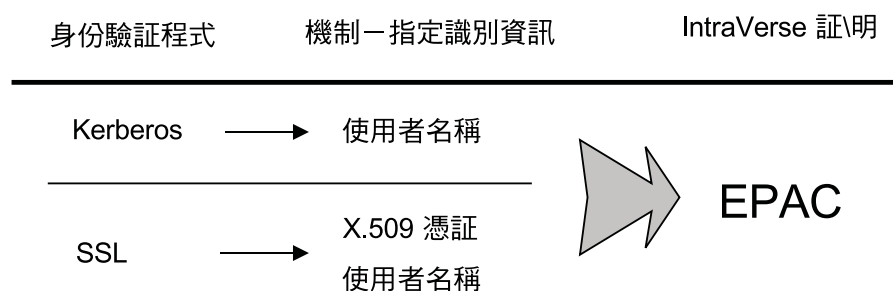 身份驗証程式 機制－指定識別資訊 IntraVerse 証\明
Kerberos 使用者名稱
EPAC
SSL X.509 憑証
使用者名稱